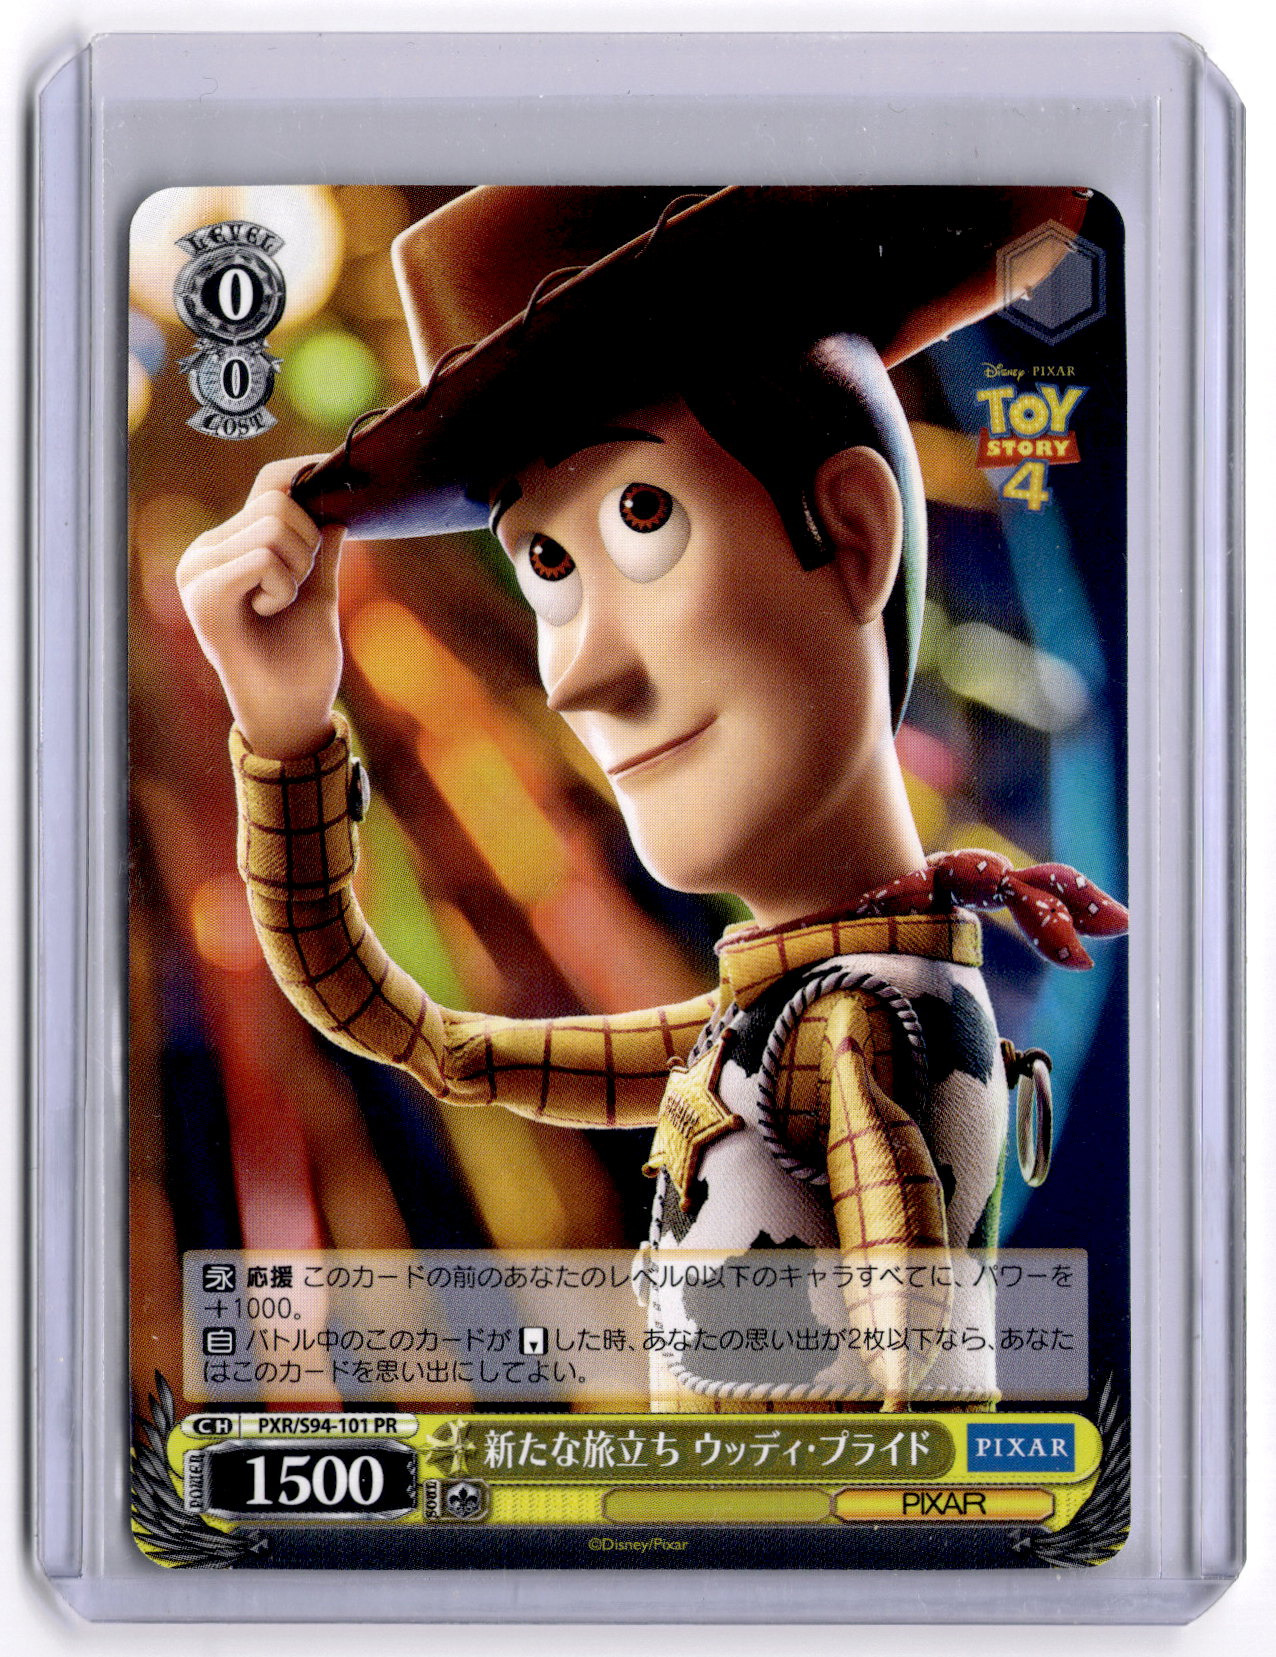 LEVEL
0
0
COST
Disney · PIXAR
TOY
STORY
4
永 応援 このカードの前のあなたのレベル0以下のキャラすべてに、パワーを
+1000。
自 バトル中のこのカードが した時、あなたの思い出が2枚以下なら、あなた
はこのカードを思い出にしてよい。
CH PXR/S94-101 PR
新たな旅立ち ウッディ・プライド
PIXAR
POWER
1500
SOUL
PIXAR
©Disney/Pixar